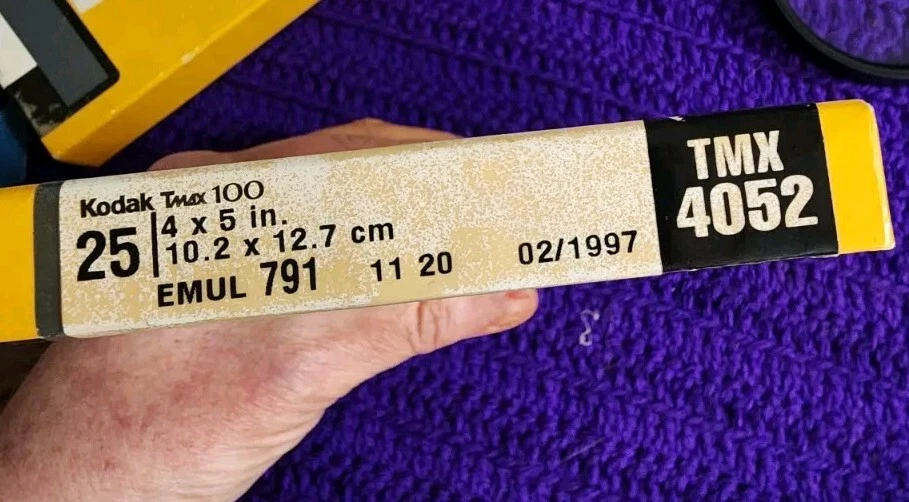 Kodak TMAX 100
25
4 x 5 in.
10.2 x 12.7 cm
EMUL 791 11 20 02/1997
TMX
4052